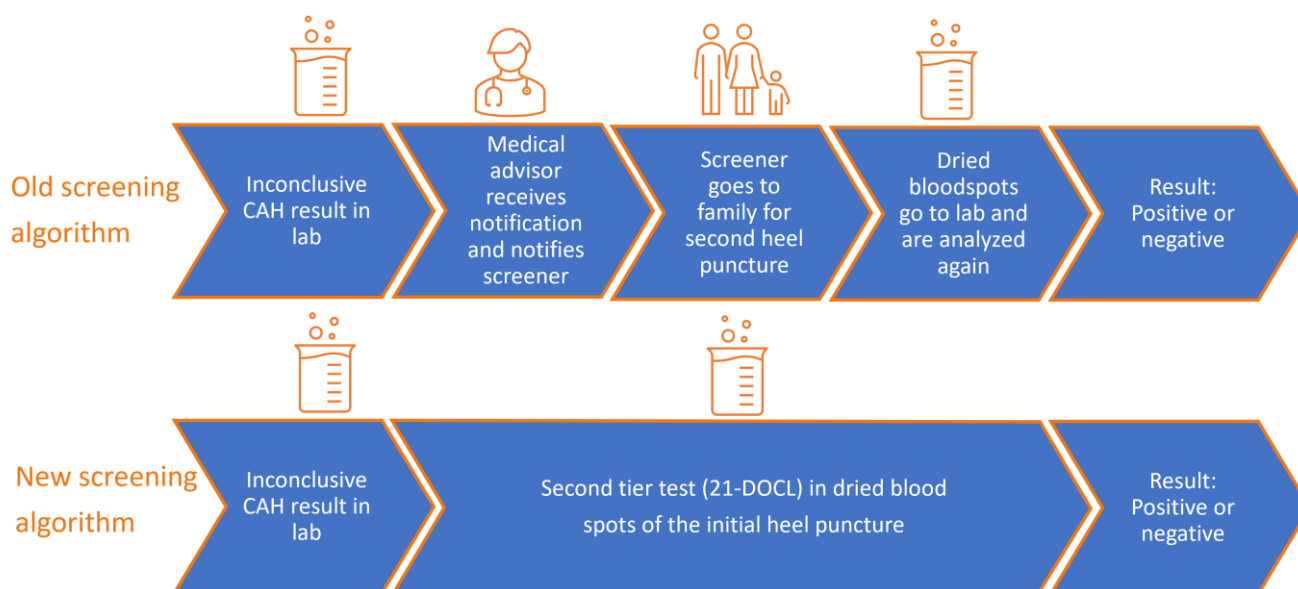 Old screening
algorithm
Inconclusive
CAH result in
lab
Medical
advisor
receives
notification
and notifies
screener
Screener
goes to
family for
second heel
puncture
Dried
bloodspots
go to lab and
are analyzed
again
Result:
Positive or
negative
New screening
algorithm
Inconclusive
CAH result in
lab
Second tier test (21-DOCL) in dried blood
spots of the initial heel puncture
Result:
Positive or
negative